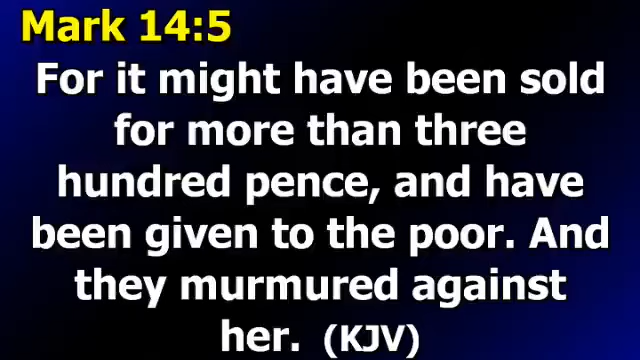 Mark 14:5
For it might have been sold
for more than three
hundred pence, and have
been given to the poor. And
they murmured against
her. (KJV)